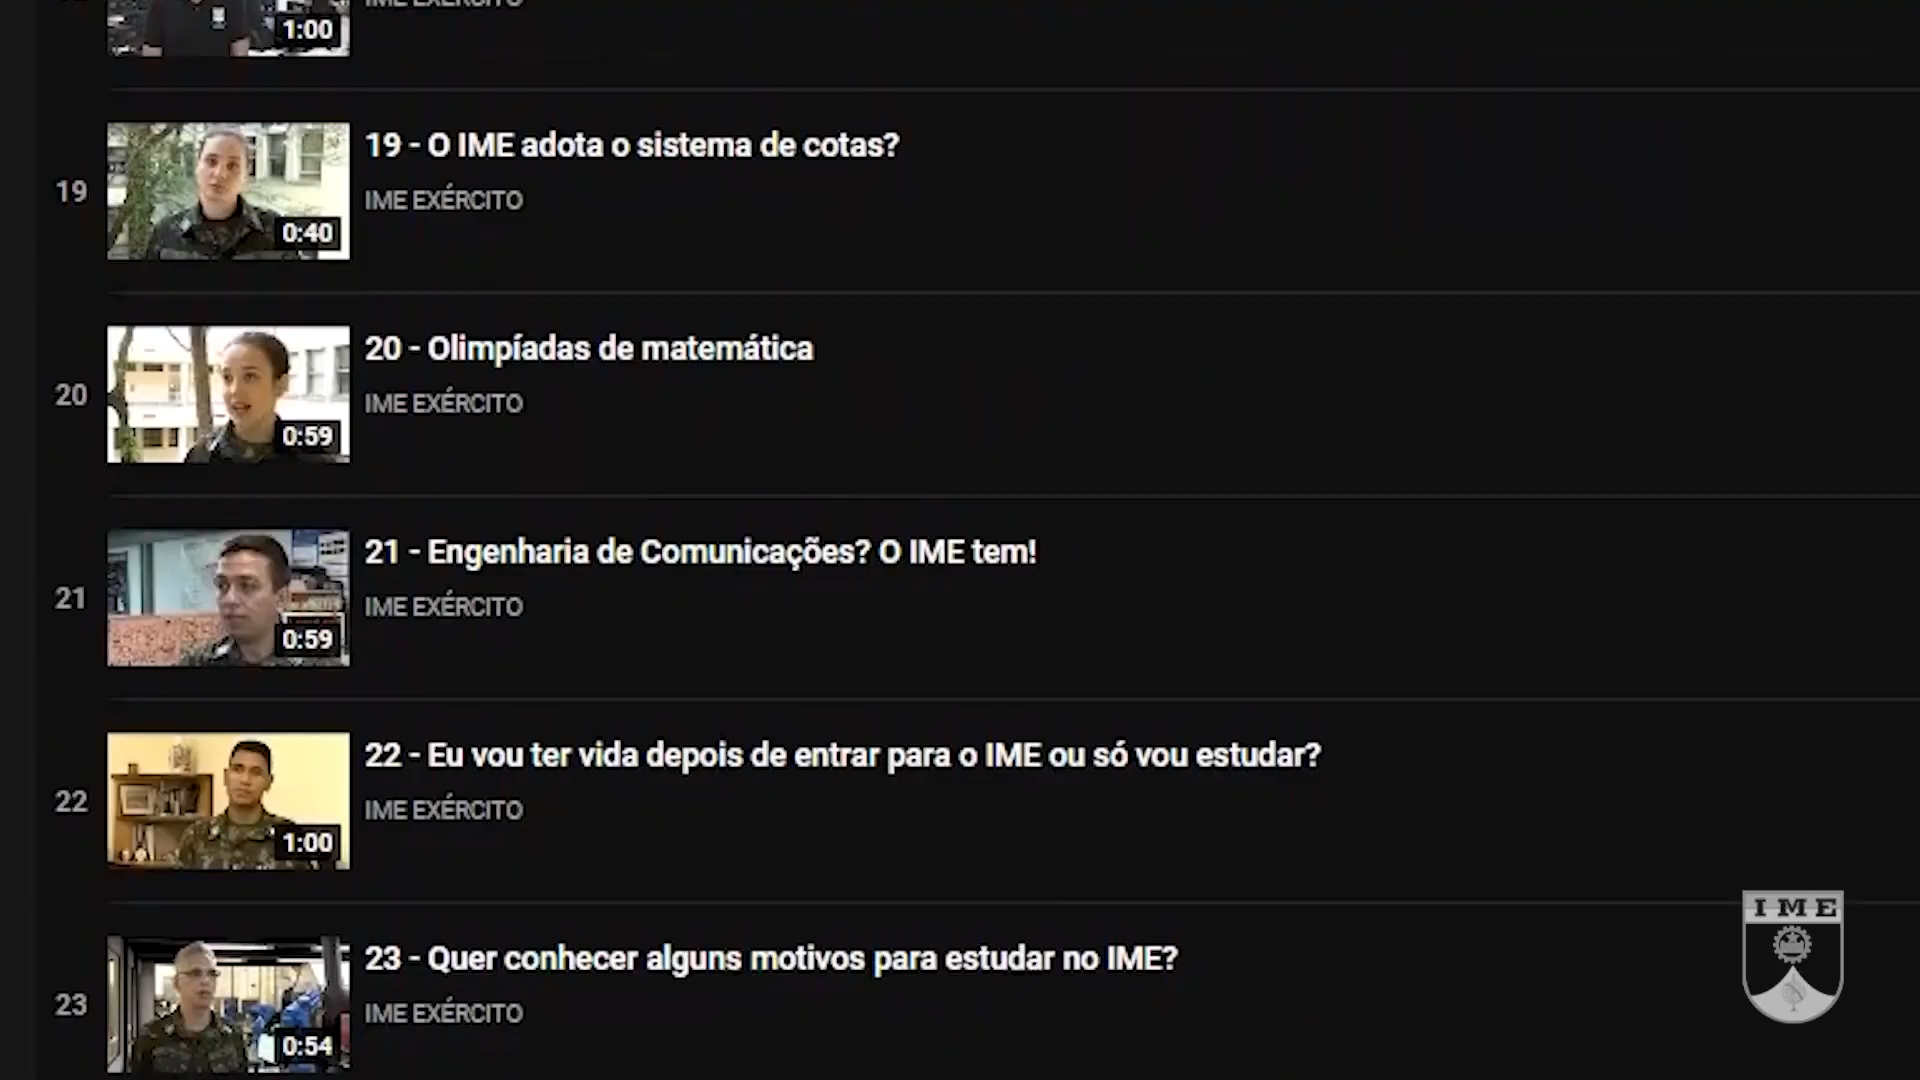 IME EXÉRCITO
1:00
19 - O IME adota o sistema de cotas?
19
IME EXÉRCITO
0:40
20 - Olimpíadas de matemática
20
IME EXÉRCITO
0:59
21 - Engenharia de Comunicações? O IME tem!
21
IME EXÉRCITO
0:59
22 - Eu vou ter vida depois de entrar para o IME ou só vou estudar?
22
IME EXÉRCITO
1:00
IME
23 - Quer conhecer alguns motivos para estudar no IME?
23
IME EXÉRCITO
0:54